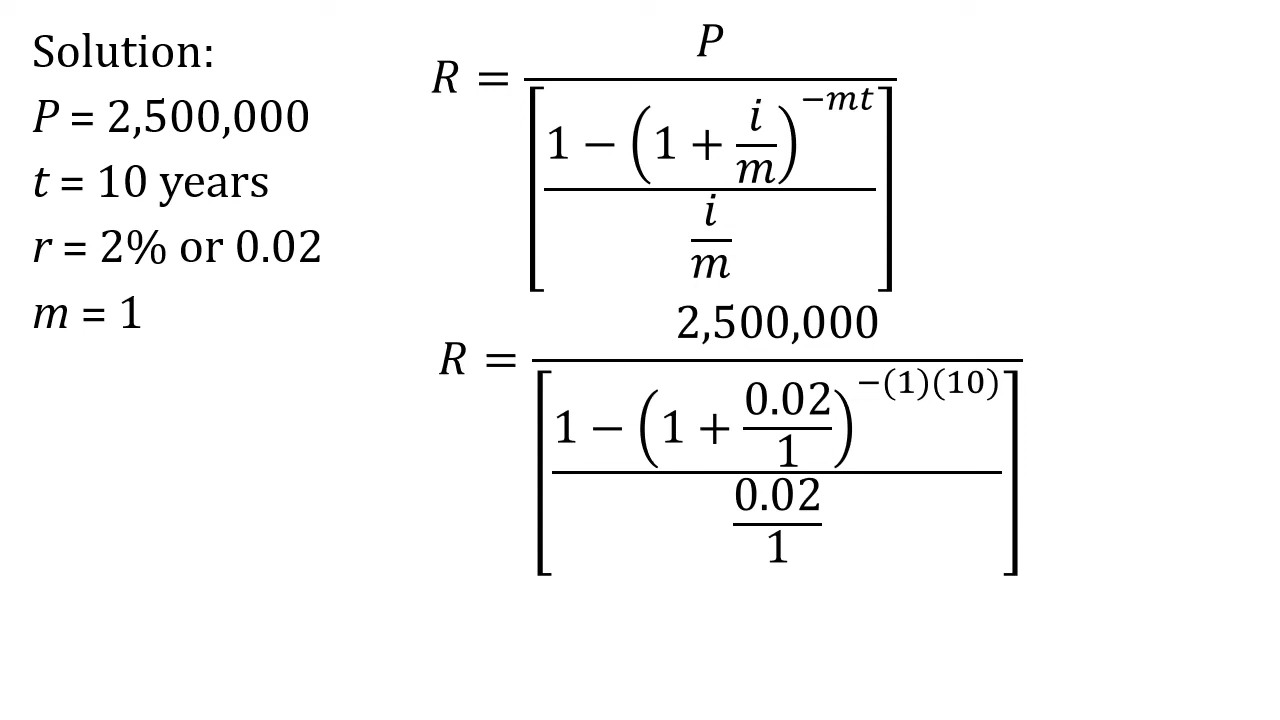 Solution:
P = 2,500,000
t = 10 years
r = 2% or 0.02
m = 1
R = P / [(1 − (1 + i/m)^(−mt)) / (i/m)]
R = 2,500,000 / [(1 − (1 + 0.02/1)^(−(1)(10))) / (0.02/1)]